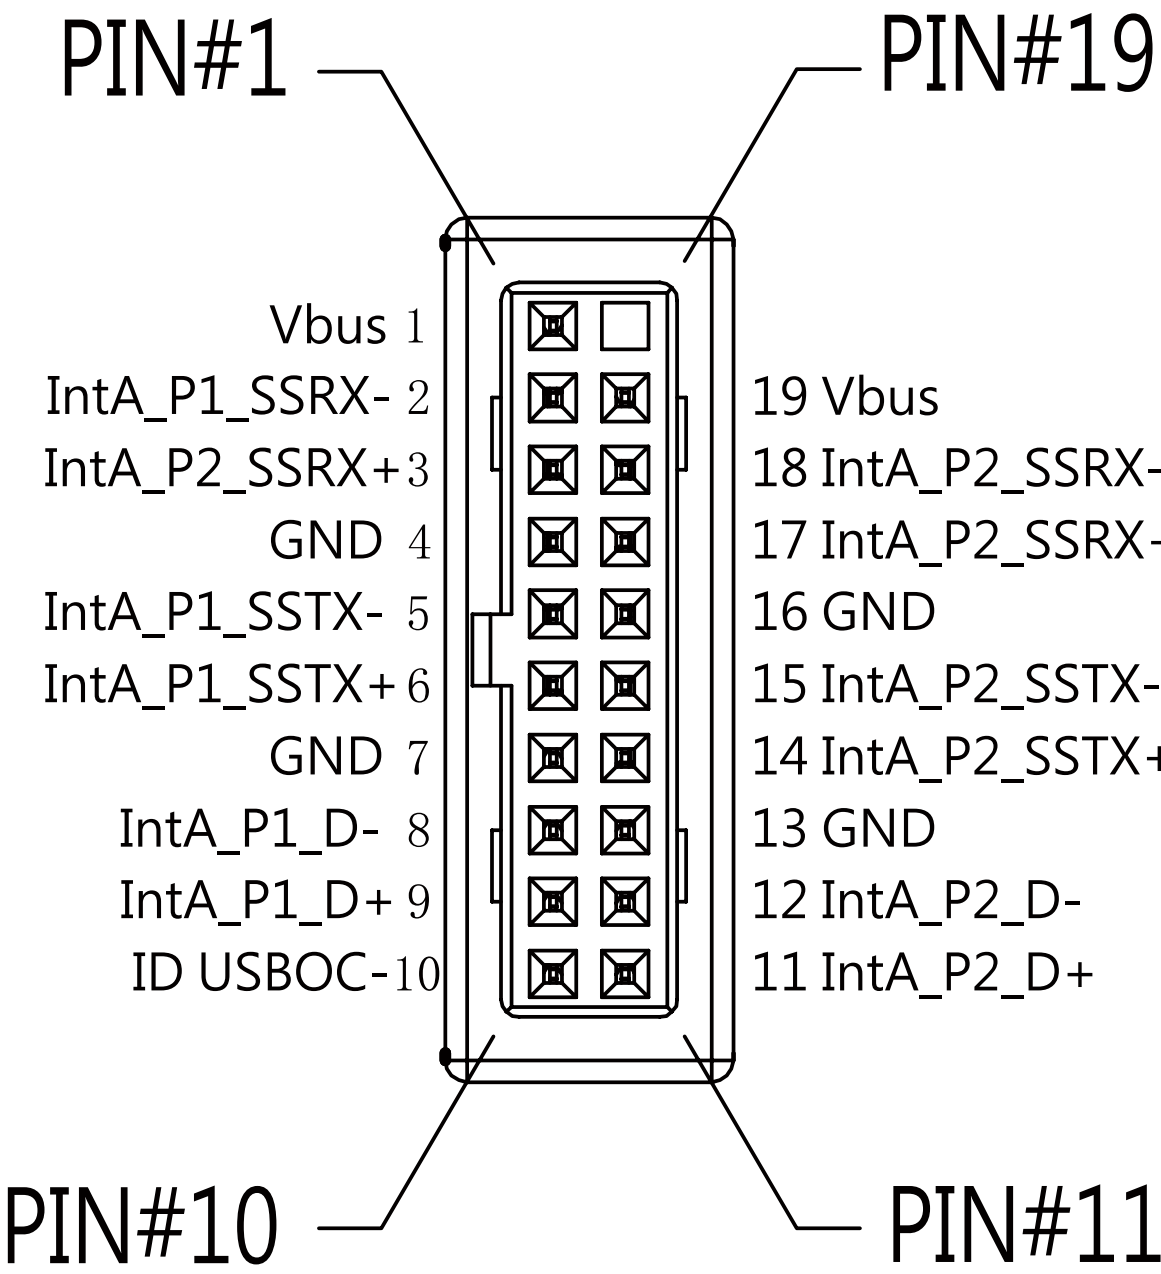 PIN#1
PIN#19
Vbus 1
IntA_P1_SSRX- 2
IntA_P2_SSRX+ 3
GND 4
IntA_P1_SSTX- 5
IntA_P1_SSTX+ 6
GND 7
IntA_P1_D- 8
IntA_P1_D+ 9
ID USBOC- 10
19 Vbus
18 IntA_P2_SSRX-
17 IntA_P2_SSRX-
16 GND
15 IntA_P2_SSTX-
14 IntA_P2_SSTX+
13 GND
12 IntA_P2_D-
11 IntA_P2_D+
PIN#10
PIN#11